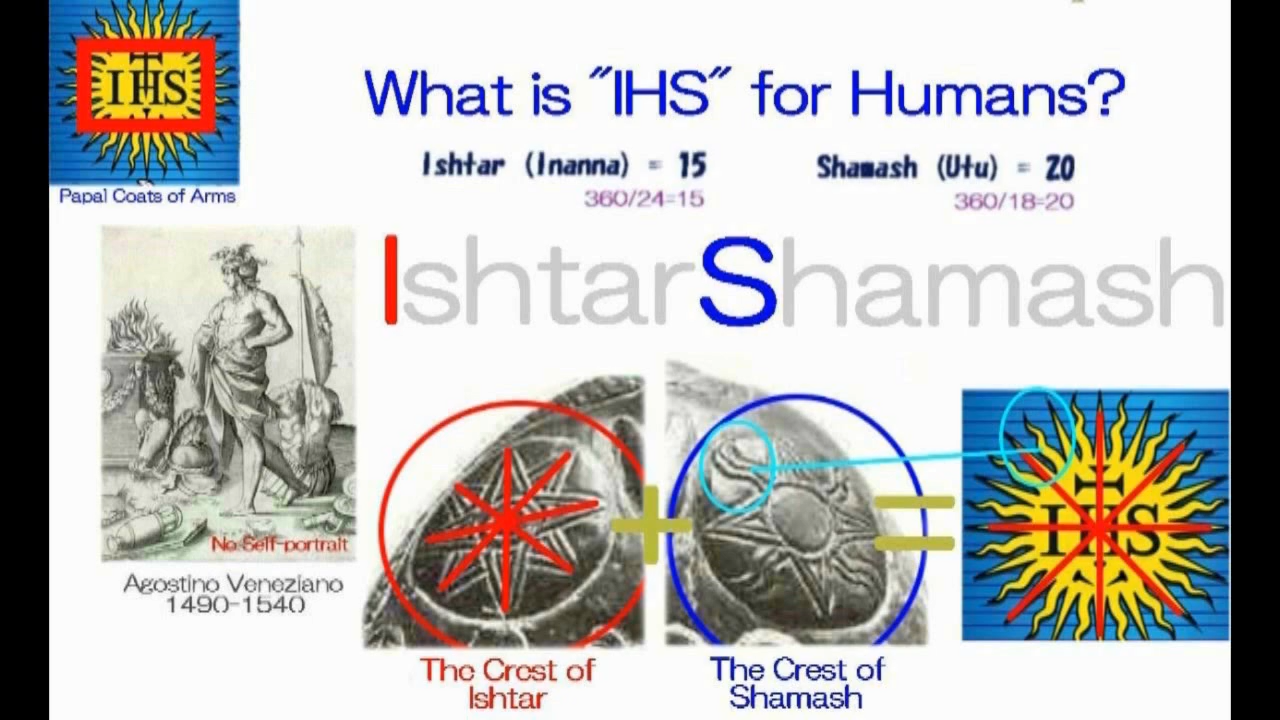 IHS
Papal Coats of Arms
What is "IHS" for Humans?
Ishtar (Inanna) = 15
360/24=15
Shamash (Utu) = 20
360/18=20
IshtarShamash
No Self-portrait
Agostino Veneziano
1490-1540
+
=
IHS
The Crest of
Ishtar
The Crest of
Shamash